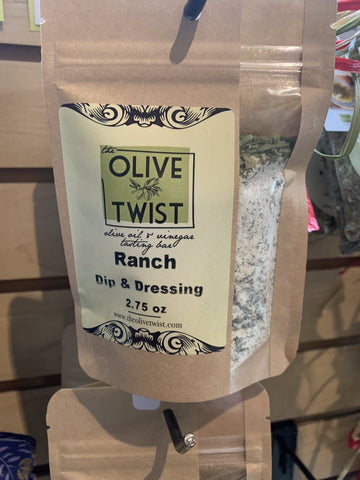 the
OLIVE
TWIST
olive oil & vinegar
tasting bar
Ranch
Dip & Dressing
2.75 oz
www.theolivetwist.com